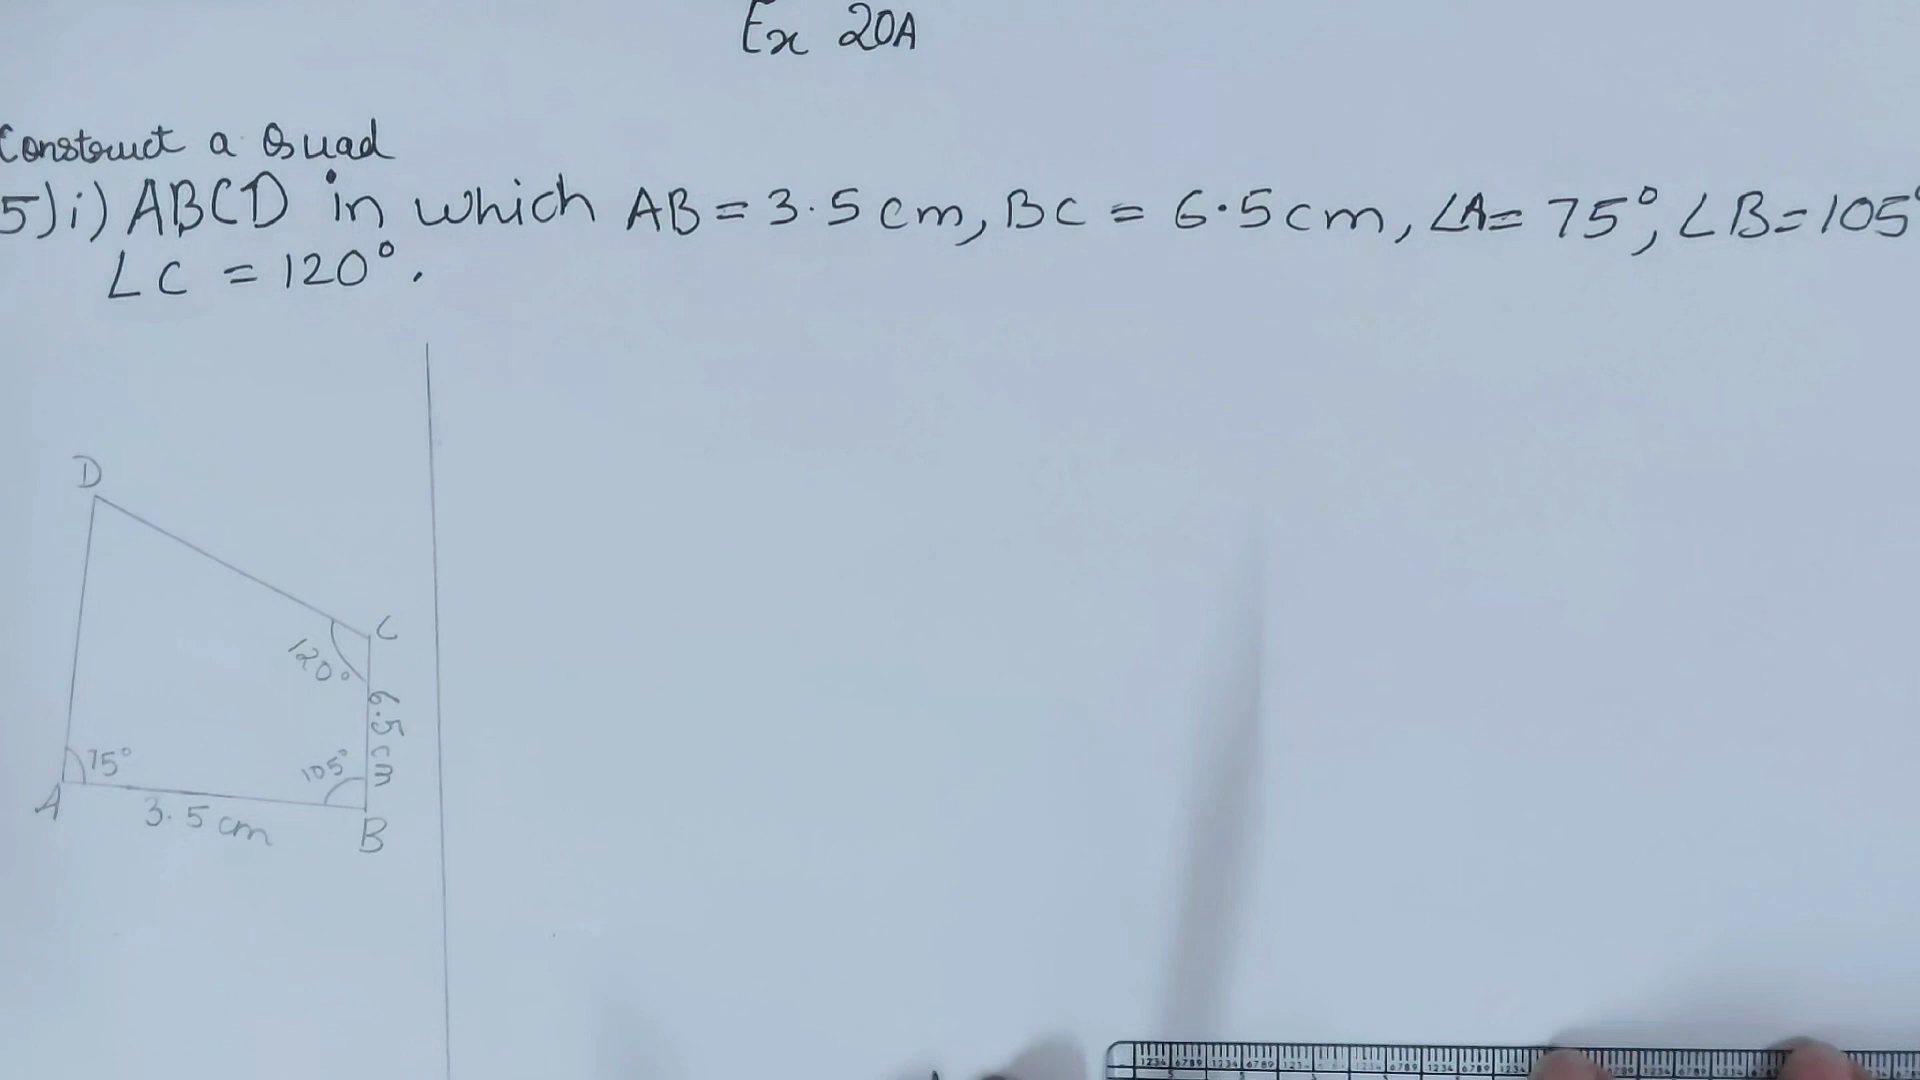 Ex 20A
Construct a Quad
5)i) ABCD in which AB = 3.5 cm, BC = 6.5 cm, ∠A = 75°, ∠B = 105°
∠C = 120°.
D
C
120°
6.5 cm
75°
105°
A
3.5 cm
B